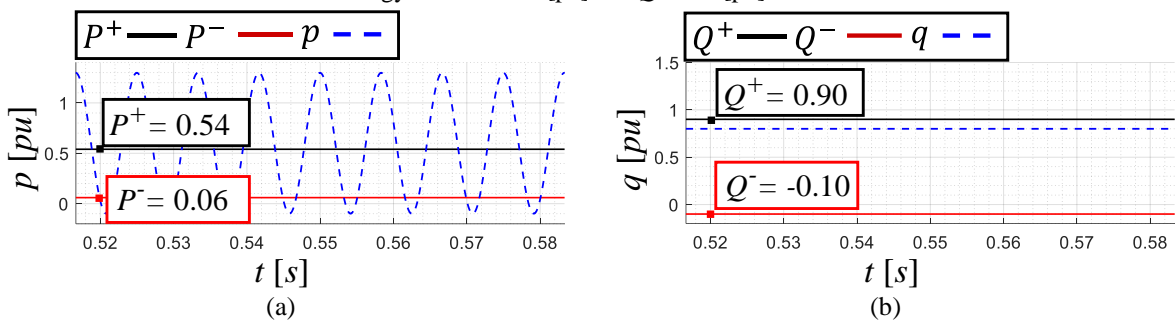 P⁺ P⁻ p
Q⁺ Q⁻ q
p [pu]
1
0.5
0
P⁺ = 0.54
P⁻ = 0.06
0.52 0.53 0.54 0.55 0.56 0.57 0.58
t [s]
(a)
q [pu]
1.5
1
0.5
0
Q⁺ = 0.90
Q⁻ = -0.10
0.52 0.53 0.54 0.55 0.56 0.57 0.58
t [s]
(b)